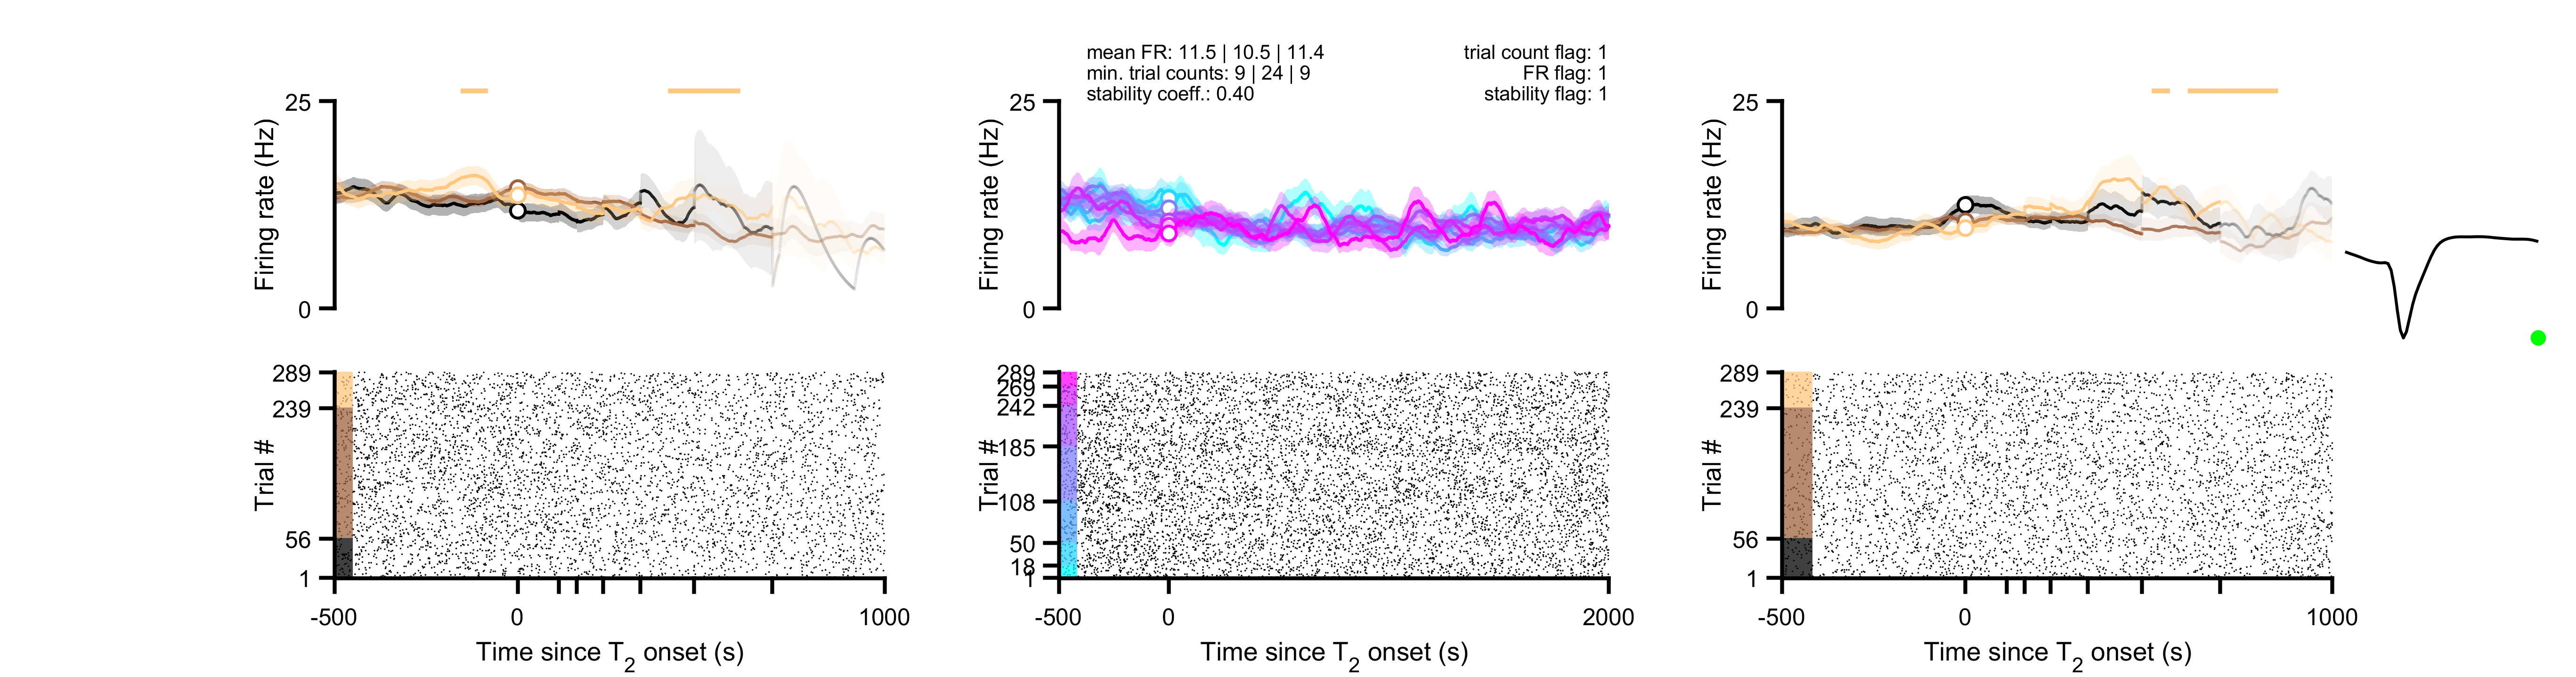 mean FR: 11.5 | 10.5 | 11.4
min. trial counts: 9 | 24 | 9
stability coeff.: 0.40
trial count flag: 1
FR flag: 1
stability flag: 1
25
Firing rate (Hz)
0
289
239
Trial #
56
1
-500
0
1000
Time since T2 onset (s)
25
Firing rate (Hz)
0
289
269
242
Trial #
185
108
50
18
1
-500
0
2000
Time since T2 onset (s)
25
Firing rate (Hz)
0
289
239
Trial #
56
1
-500
0
1000
Time since T2 onset (s)